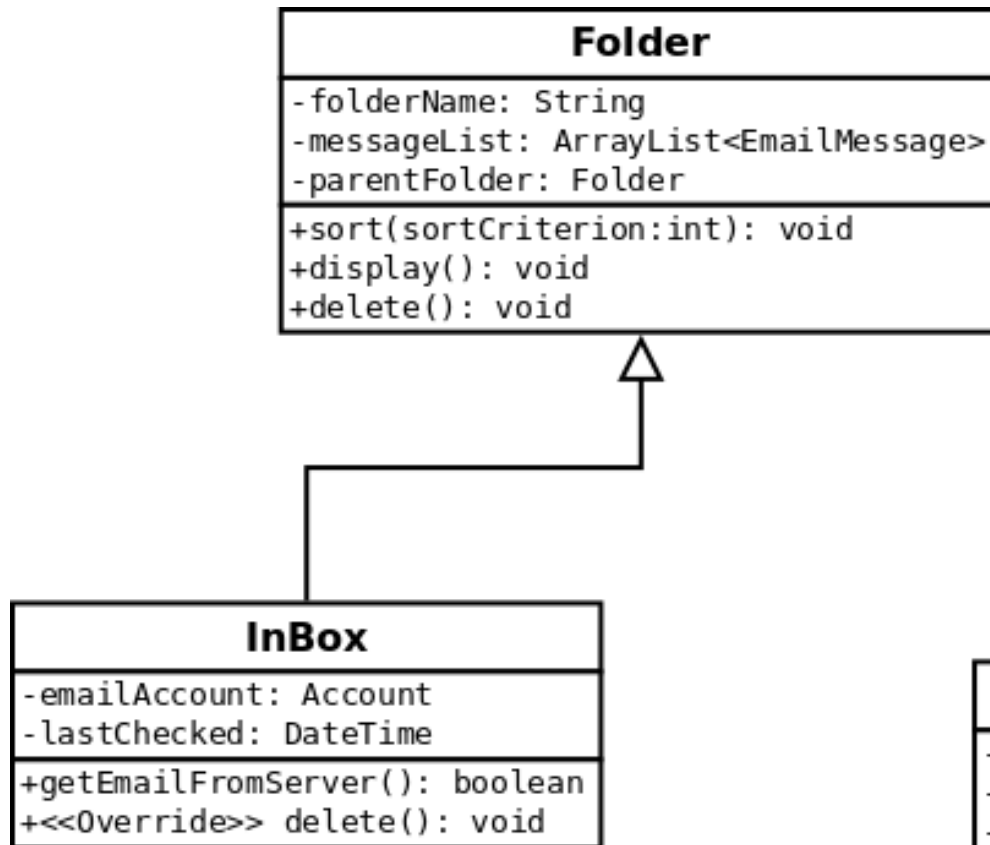 Folder
-folderName: String
-messageList: ArrayList<EmailMessage>
-parentFolder: Folder
+sort(sortCriterion:int): void
+display(): void
+delete(): void
InBox
-emailAccount: Account
-lastChecked: DateTime
+getEmailFromServer(): boolean
+<<Override>> delete(): void